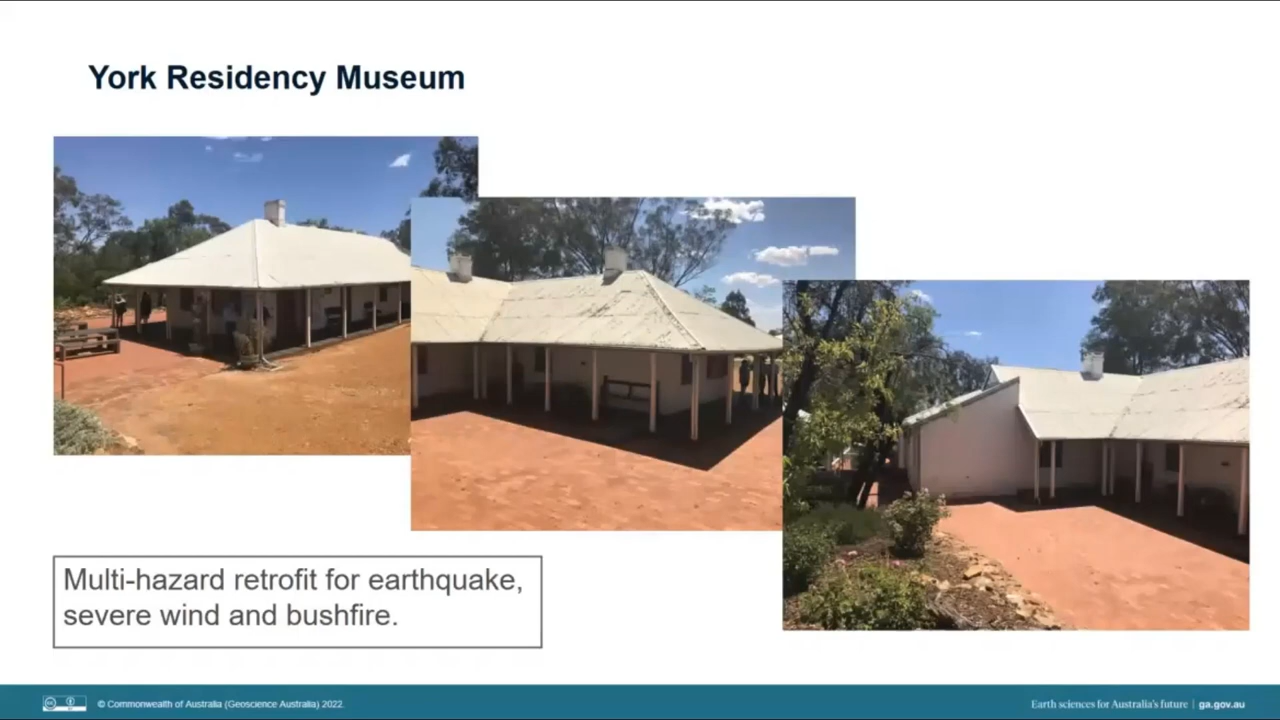 York Residency Museum
Multi-hazard retrofit for earthquake,
severe wind and bushfire.
© Commonwealth of Australia (Geoscience Australia) 2022.
Earth sciences for Australia's future | ga.gov.au